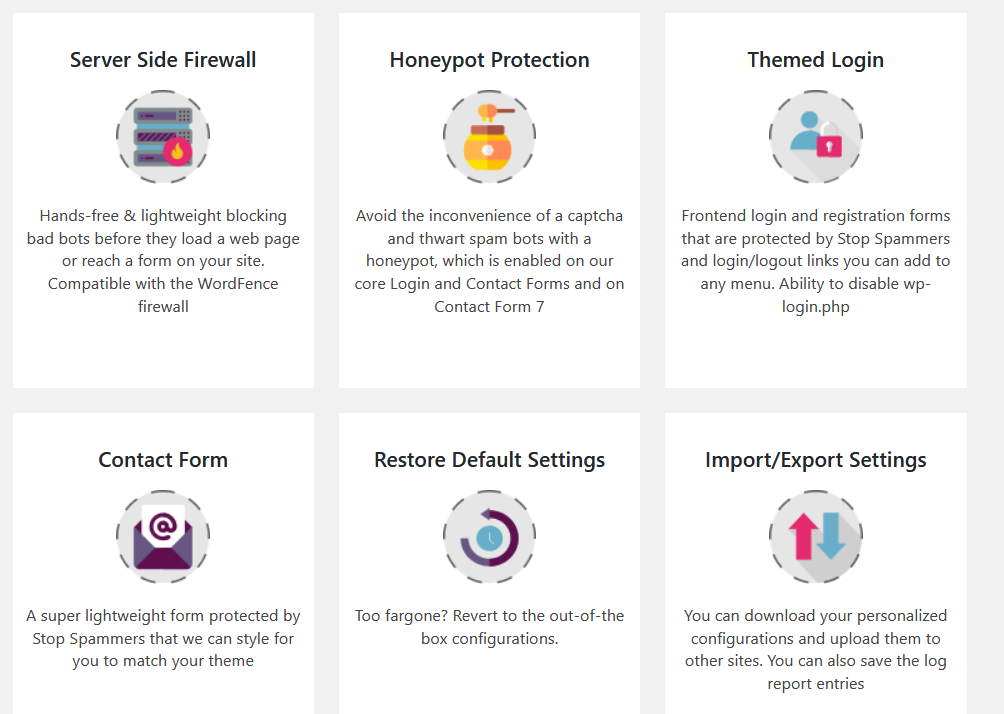 Server Side Firewall
Hands-free & lightweight blocking
bad bots before they load a web page
or reach a form on your site.
Compatible with the WordFence
firewall
Honeypot Protection
Avoid the inconvenience of a captcha
and thwart spam bots with a
honeypot, which is enabled on our
core Login and Contact Forms and on
Contact Form 7
Themed Login
Frontend login and registration forms
that are protected by Stop Spammers
and login/logout links you can add to
any menu. Ability to disable wp-
login.php
Contact Form
@
A super lightweight form protected by
Stop Spammers that we can style for
you to match your theme
Restore Default Settings
Too fargone? Revert to the out-of-the
box configurations.
Import/Export Settings
You can download your personalized
configurations and upload them to
other sites. You can also save the log
report entries